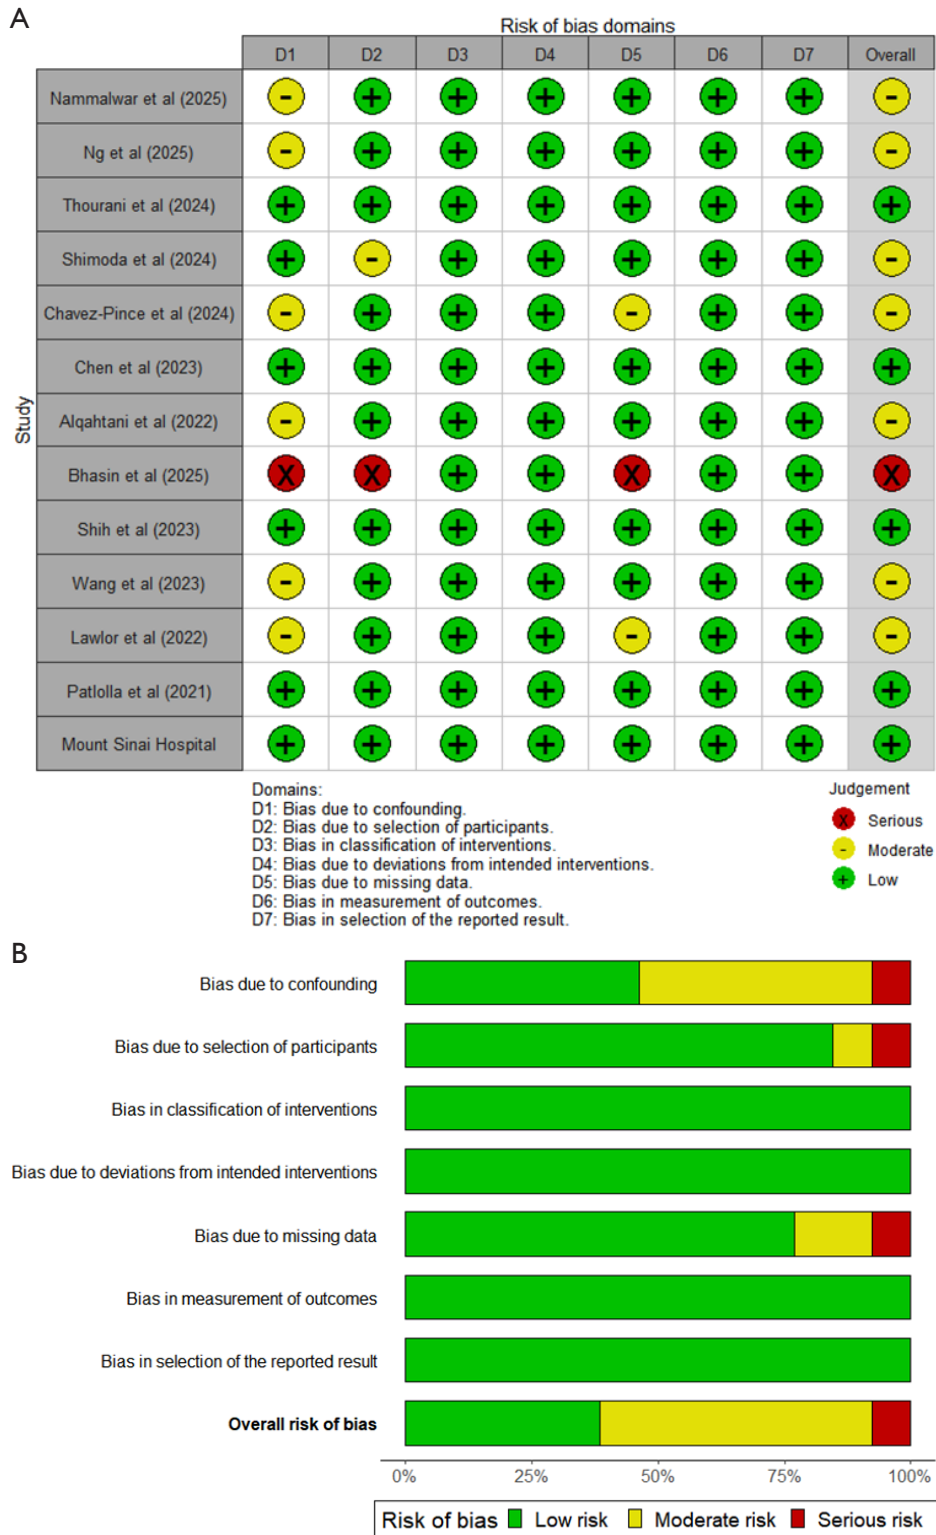 A
Risk of bias domains
D1 D2 D3 D4 D5 D6 D7 Overall
Study
Nammalwar et al (2025) - + + + + + + -
Ng et al (2025) - + + + + + + -
Thourani et al (2024) + + + + + + + +
Shimoda et al (2024) + - + + + + + -
Chavez-Pince et al (2024) - + + + - + + -
Chen et al (2023) + + + + + + + +
Alqahtani et al (2022) - + + + + + + -
Bhasin et al (2025) X X + + X + + X
Shih et al (2023) + + + + + + + +
Wang et al (2023) - + + + + + + -
Lawlor et al (2022) - + + + - + + -
Patlolla et al (2021) + + + + + + + +
Mount Sinai Hospital + + + + + + + +
Domains:
D1: Bias due to confounding.
D2: Bias due to selection of participants.
D3: Bias in classification of interventions.
D4: Bias due to deviations from intended interventions.
D5: Bias due to missing data.
D6: Bias in measurement of outcomes.
D7: Bias in selection of the reported result.
Judgement
X Serious
- Moderate
+ Low
B
Bias due to confounding
Bias due to selection of participants
Bias in classification of interventions
Bias due to deviations from intended interventions
Bias due to missing data
Bias in measurement of outcomes
Bias in selection of the reported result
Overall risk of bias
0% 25% 50% 75% 100%
Risk of bias Low risk Moderate risk Serious risk